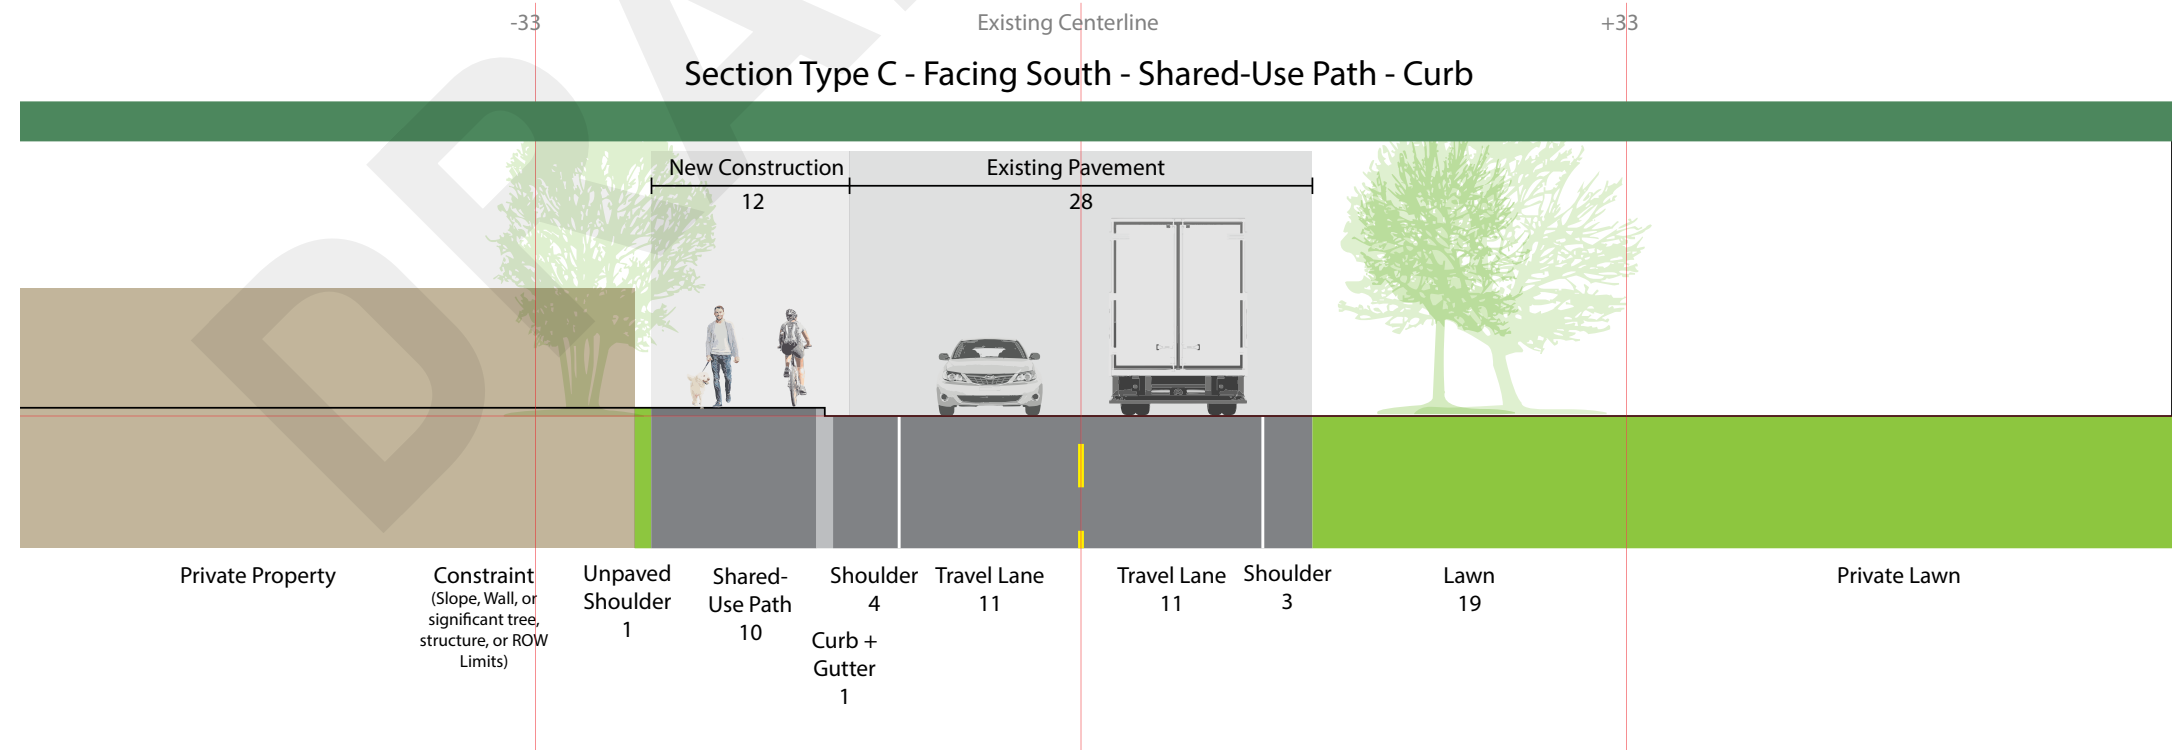 -33
Existing Centerline
+33
Section Type C - Facing South - Shared-Use Path - Curb
New Construction
12
Existing Pavement
28
Private Property
Constraint
(Slope, Wall, or
significant tree,
structure, or ROW
Limits)
Unpaved
Shoulder
1
Shared-
Use Path
10
Curb +
Gutter
1
Shoulder
4
Travel Lane
11
Travel Lane
11
Shoulder
3
Lawn
19
Private Lawn